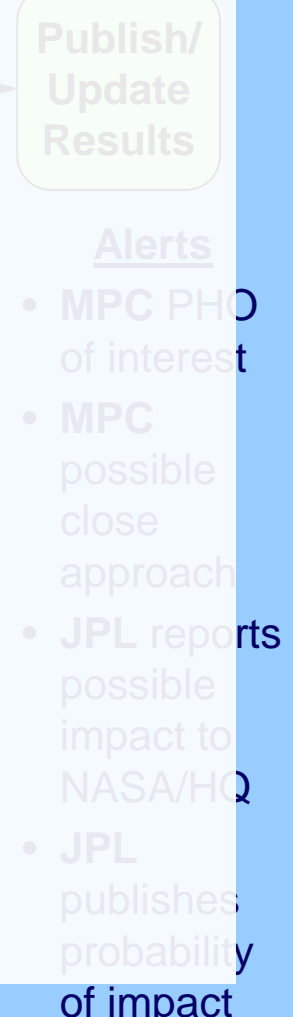 Publish/
Update
Results
Alerts
• MPC PHO
of interest
• MPC
possible
close
approach
• JPL reports
possible
impact to
NASA/HQ
• JPL
publishes
probability
of impact